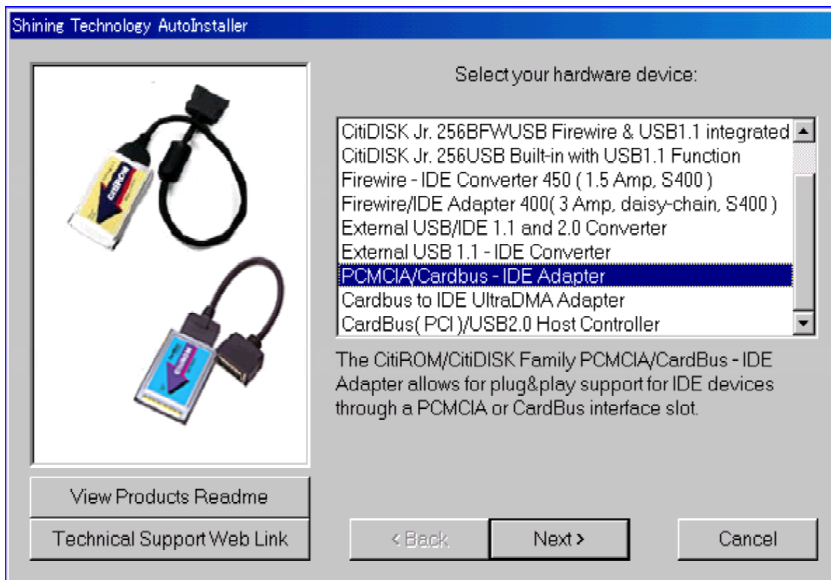 Shining Technology AutoInstaller
Select your hardware device:
CitiDISK Jr. 256BFWUSB Firewire & USB1.1 integrated
CitiDISK Jr. 256USB Built-in with USB1.1 Function
Firewire - IDE Converter 450 ( 1.5 Amp, S400 )
Firewire/IDE Adapter 400( 3 Amp, daisy-chain, S400 )
External USB/IDE 1.1 and 2.0 Converter
External USB 1.1 - IDE Converter
PCMCIA/Cardbus - IDE Adapter
Cardbus to IDE UltraDMA Adapter
CardBus( PCI )/USB2.0 Host Controller
The CitiROM/CitiDISK Family PCMCIA/CardBus - IDE
Adapter allows for plug&play support for IDE devices
through a PCMCIA or CardBus interface slot.
View Products Readme
Technical Support Web Link
< Back
Next >
Cancel